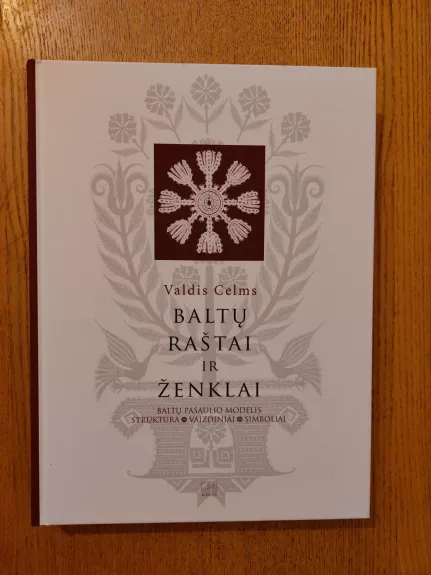 Valdis Celms
BALTŲ
RAŠTAI
IR
ŽENKLAI
BALTŲ PASAULIO MODELIS
STRUKTŪRA VAIZDINIAI SIMBOLIAI